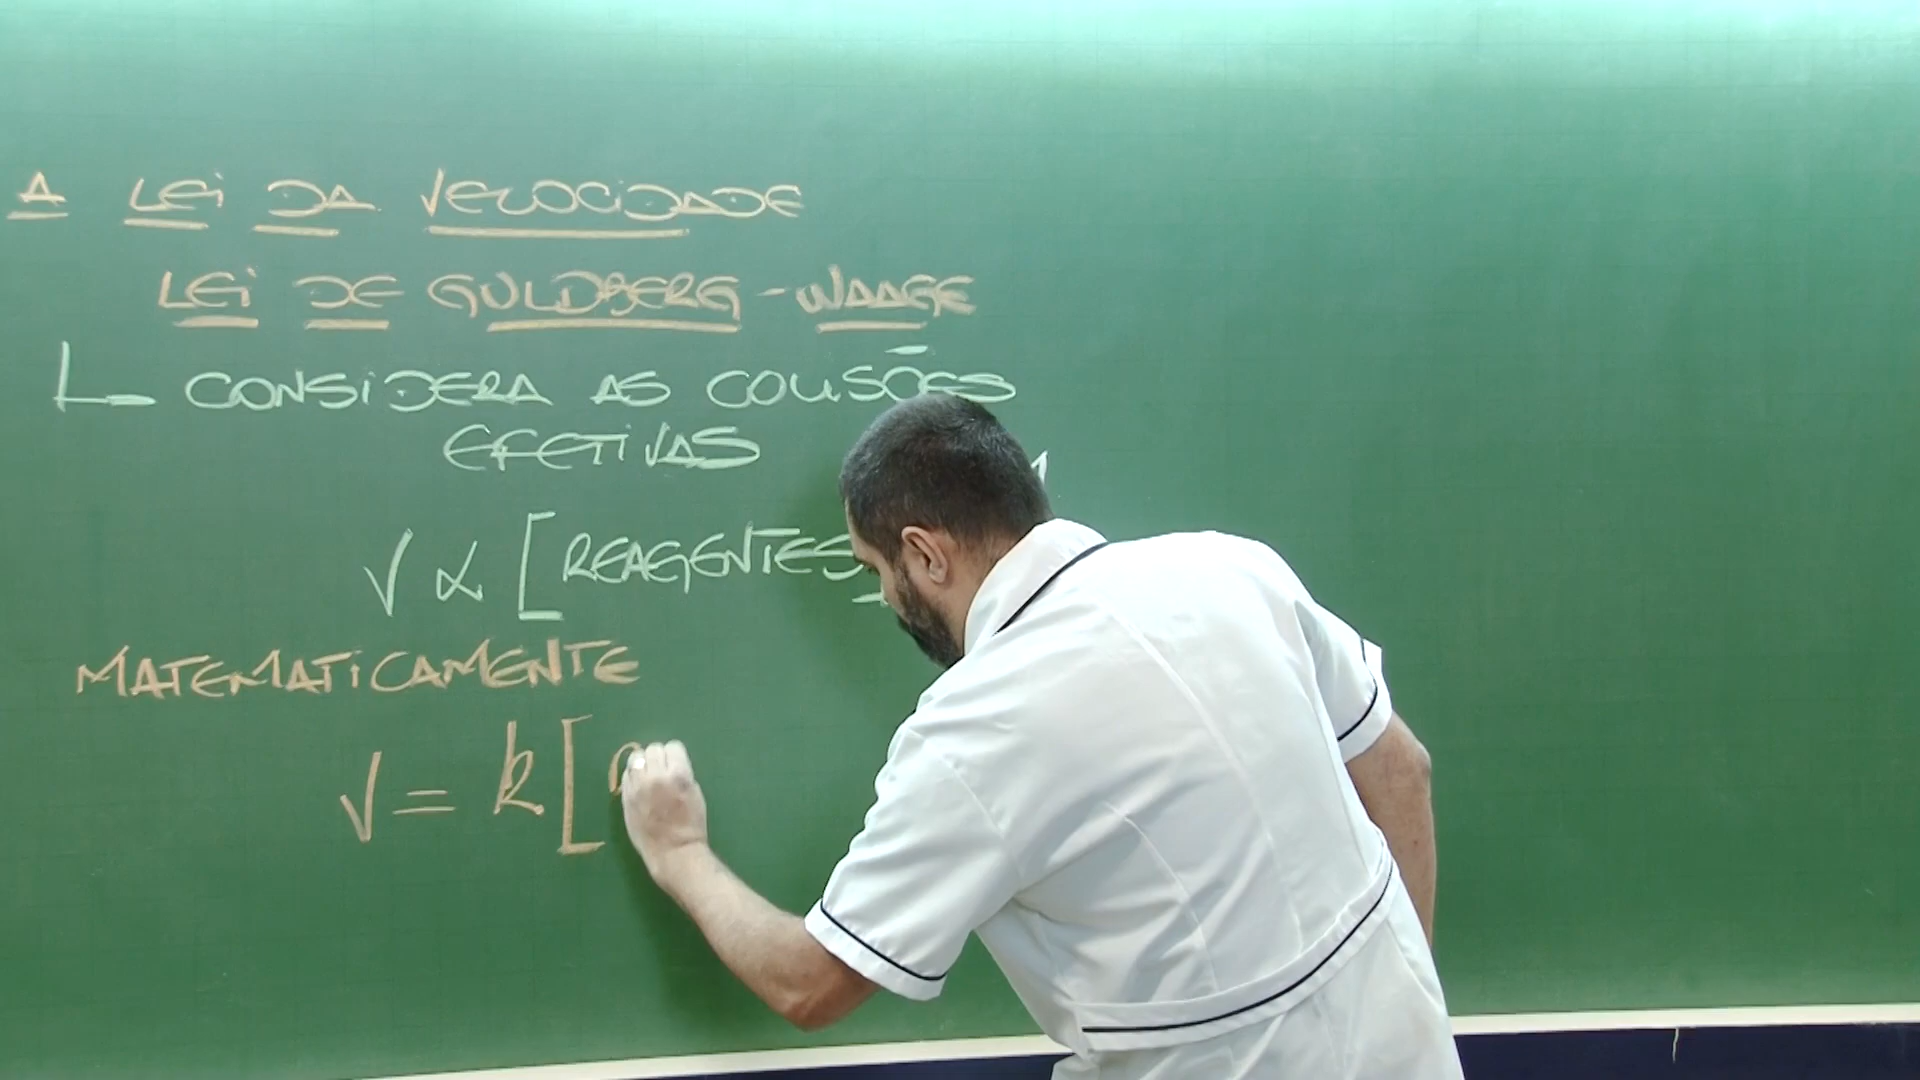 A LEI DA VELOCIDADE
LEI DE GULDBERG-WAAGE
CONSIDERA AS COLISÕES
EFETIVAS
V ∝ [REAGENTES
MATEMATICAMENTE
V = k [